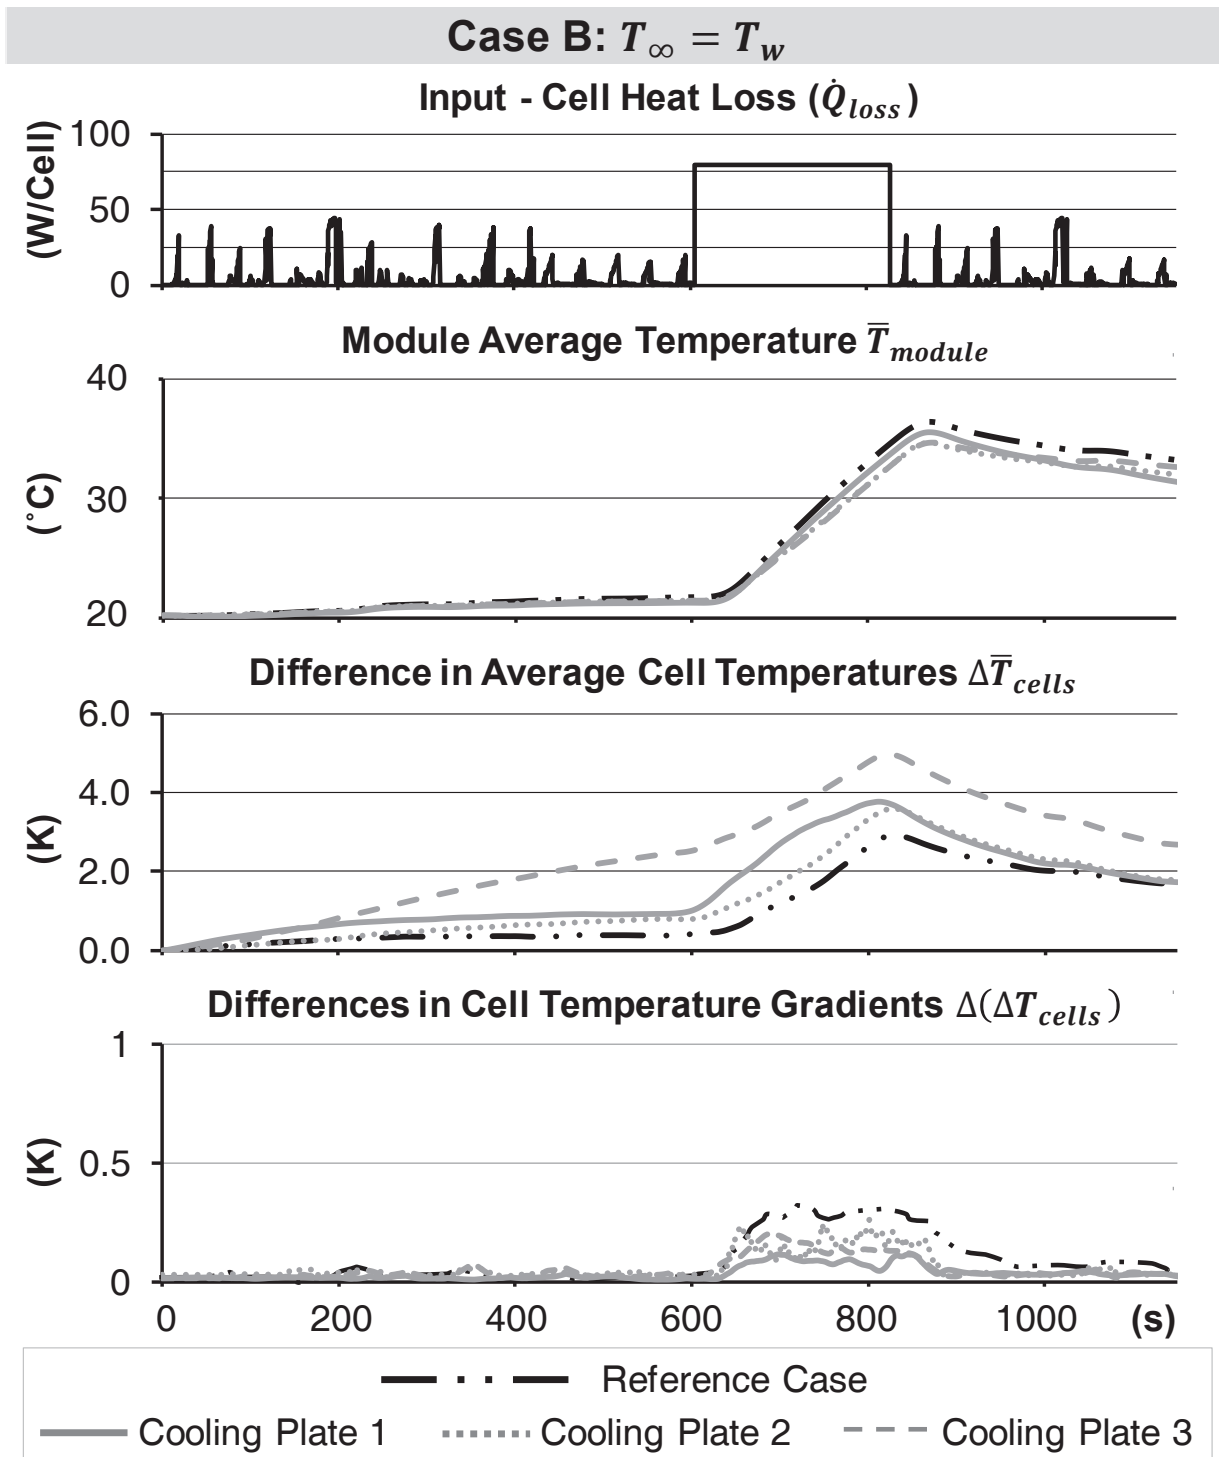 Case B: T∞ = Tw
Input - Cell Heat Loss (Q̇loss)
(W/Cell)
100
50
0
Module Average Temperature T̅module
(˚C)
40
30
20
Difference in Average Cell Temperatures ΔT̅cells
(K)
6.0
4.0
2.0
0.0
Differences in Cell Temperature Gradients Δ(ΔTcells)
(K)
1
0.5
0
0 200 400 600 800 1000 (s)
Reference Case
Cooling Plate 1 Cooling Plate 2 Cooling Plate 3